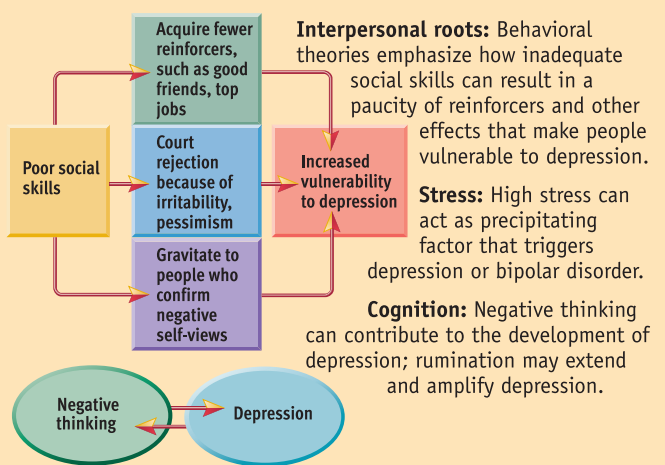 Poor social
skills
Acquire fewer
reinforcers,
such as good
friends, top
jobs
Court
rejection
because of
irritability,
pessimism
Gravitate to
people who
confirm
negative
self-views
Increased
vulnerability
to depression
Interpersonal roots: Behavioral
theories emphasize how inadequate
social skills can result in a
paucity of reinforcers and other
effects that make people
vulnerable to depression.
Stress: High stress can
act as precipitating
factor that triggers
depression or bipolar disorder.
Cognition: Negative thinking
can contribute to the development of
depression; rumination may extend
and amplify depression.
Negative
thinking
Depression